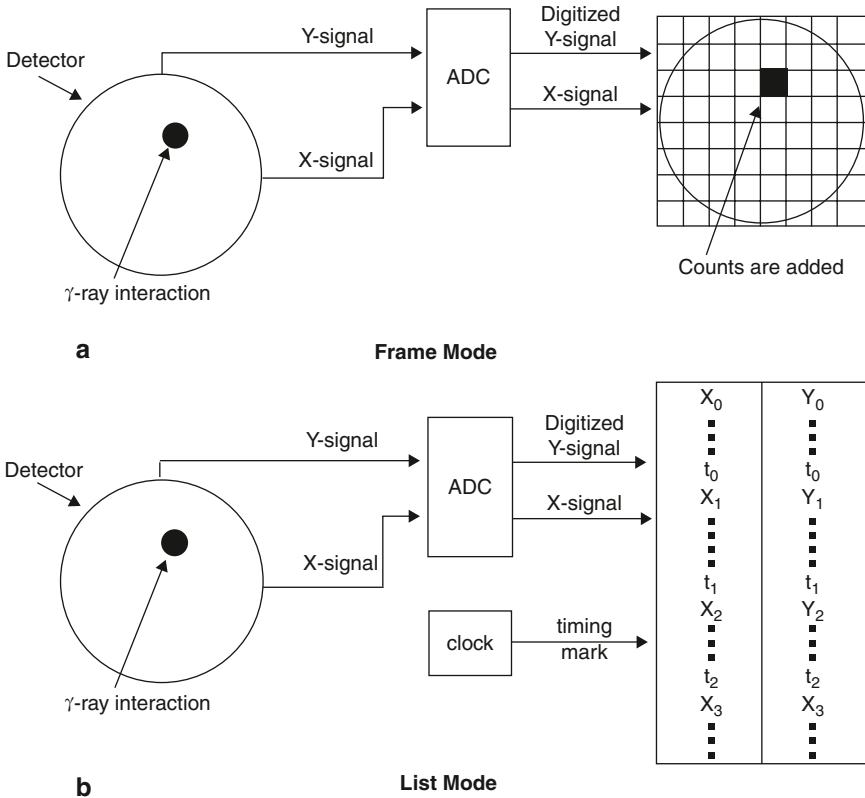 Y-signal
Digitized
Y-signal
Detector
ADC
X-signal
X-signal
γ-ray interaction
Counts are added
a
Frame Mode
Y-signal
Digitized
Y-signal
Detector
ADC
X-signal
X-signal
clock
timing
mark
γ-ray interaction
X0 Y0
t0 t0
X1 Y1
t1 t1
X2 Y2
t2 t2
X3 X3
b
List Mode